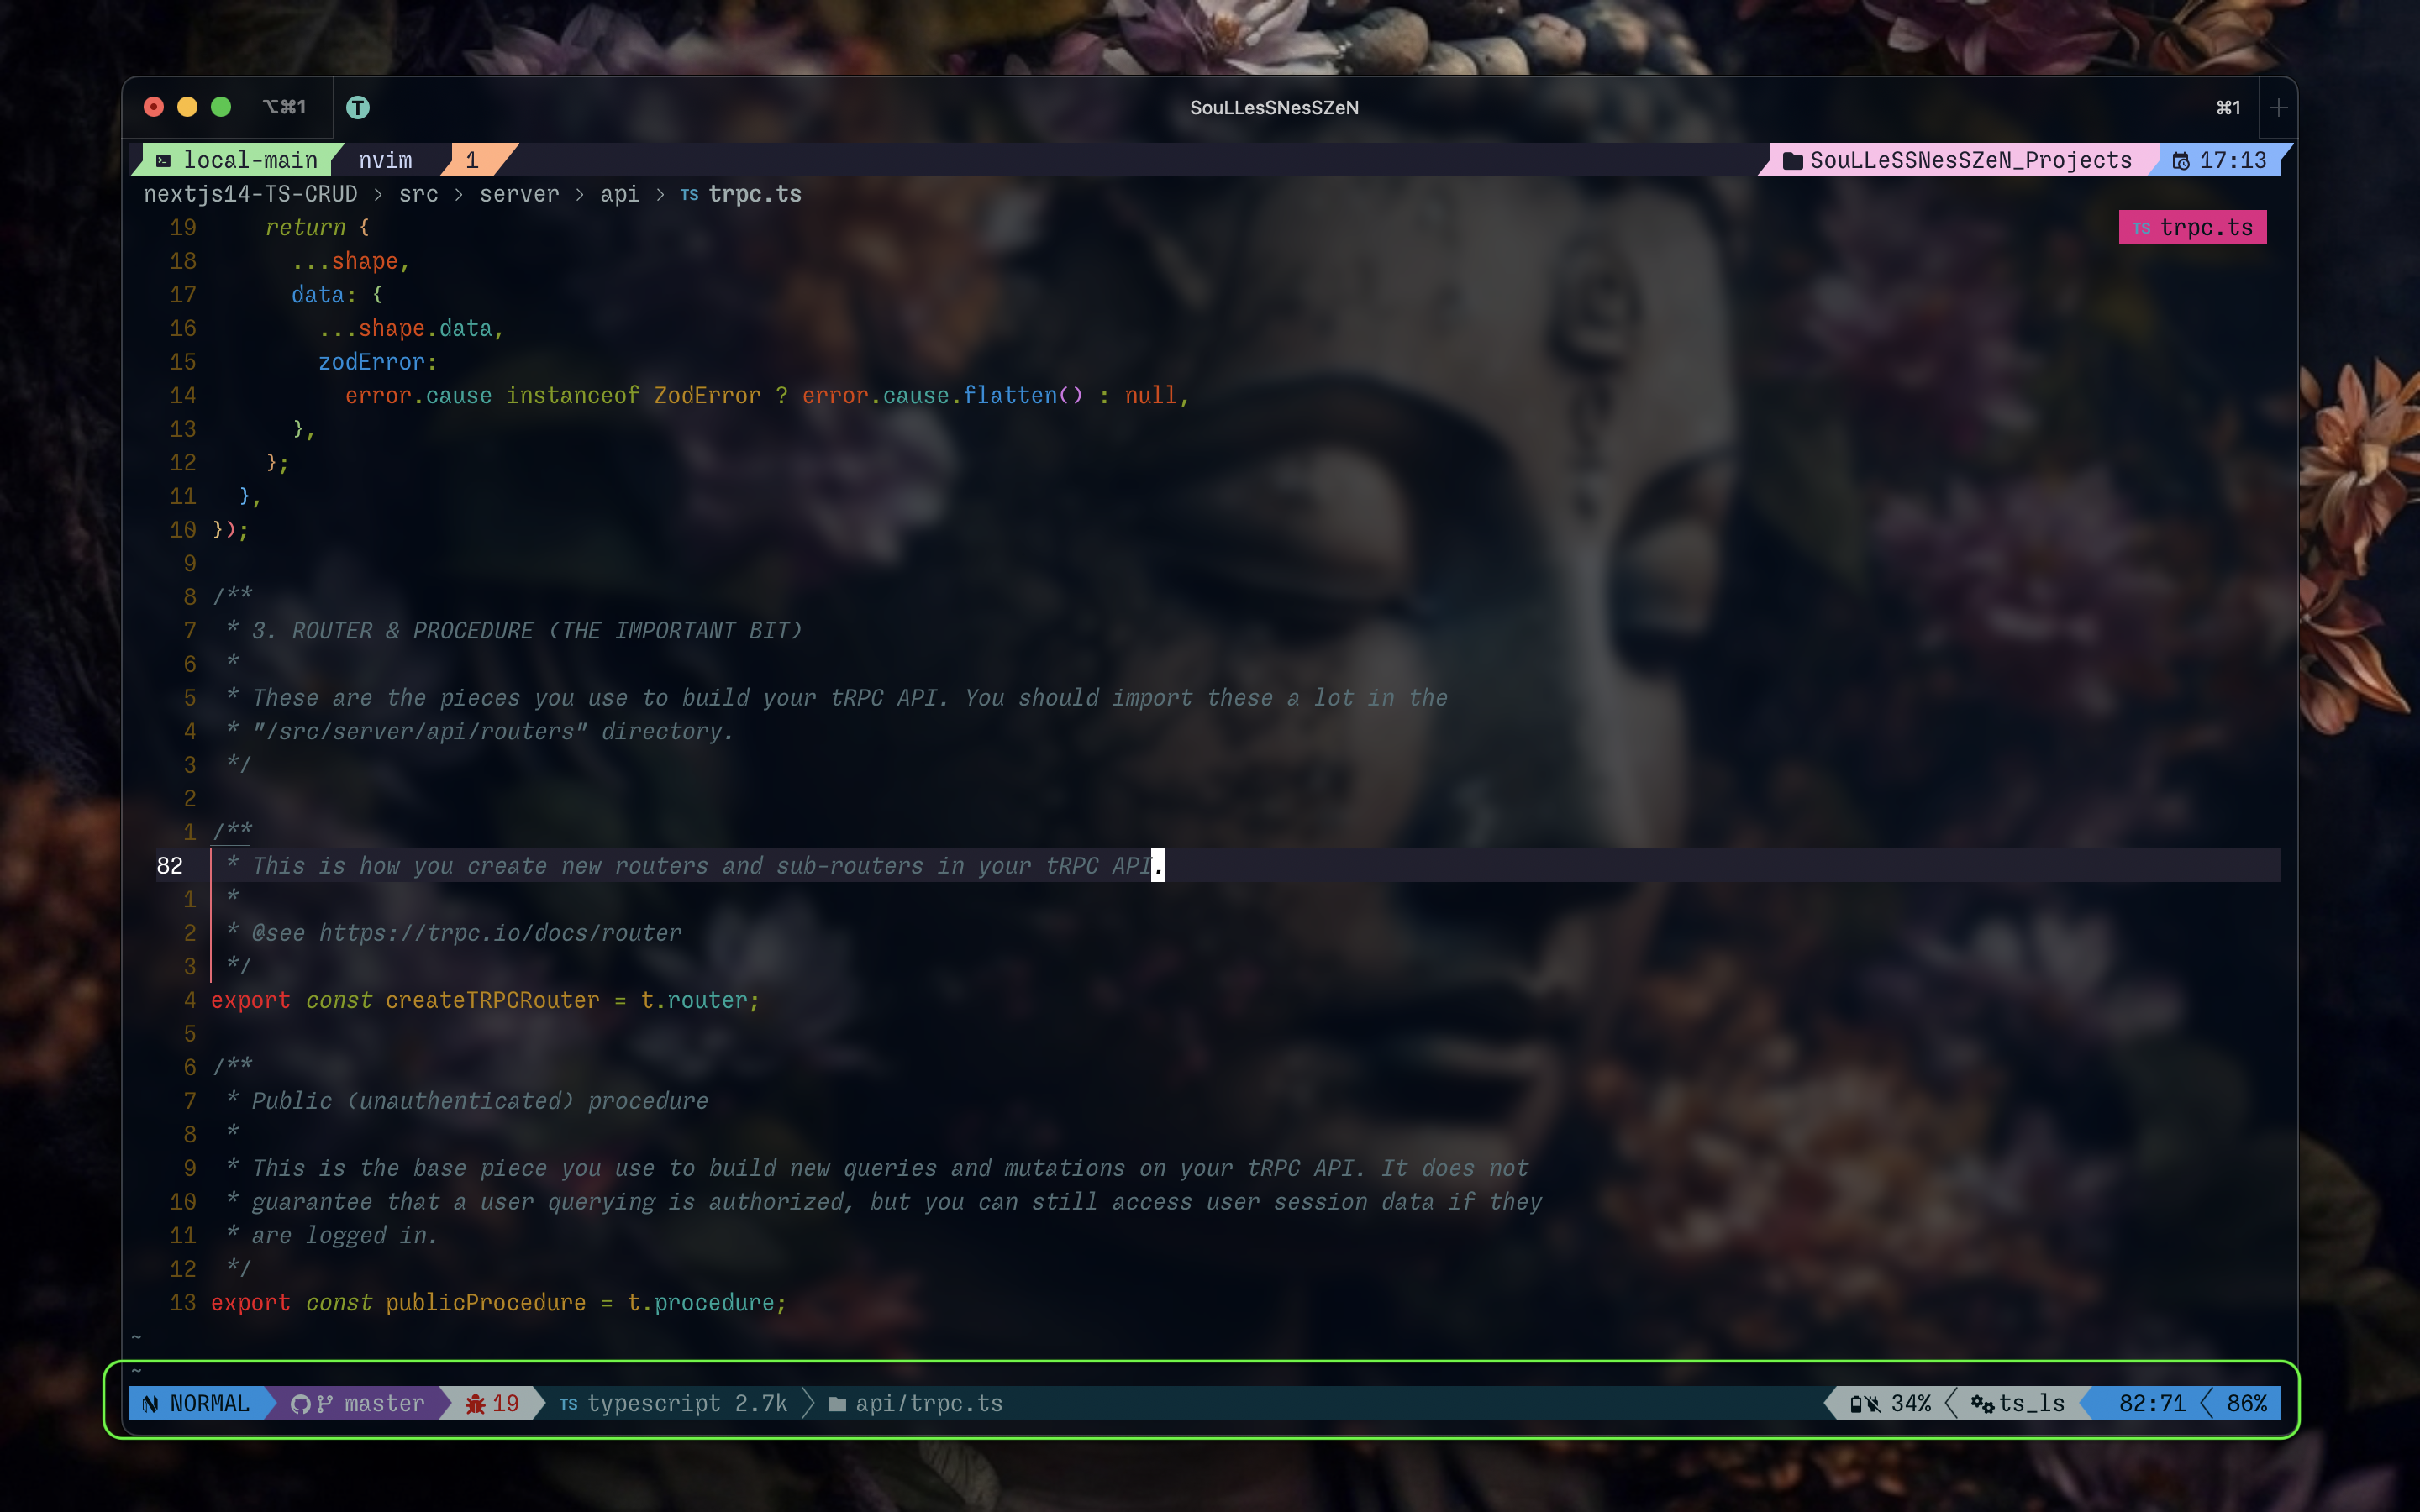 ⌥⌘1 T SouLLesSNesSZeN ⌘1 +
local-main nvim 1 SouLLeSSNesSZeN_Projects 17:13
nextjs14-TS-CRUD > src > server > api > TS trpc.ts
19     return {
TS trpc.ts
18       ...shape,
17       data: {
16         ...shape.data,
15         zodError:
14           error.cause instanceof ZodError ? error.cause.flatten() : null,
13       },
12     };
11   },
10 });
9
8 /**
7  * 3. ROUTER & PROCEDURE (THE IMPORTANT BIT)
6  *
5  * These are the pieces you use to build your tRPC API. You should import these a lot in the
4  * "/src/server/api/routers" directory.
3  */
2
1 /**
82  * This is how you create new routers and sub-routers in your tRPC API.
1  *
2  * @see https://trpc.io/docs/router
3  */
4 export const createTRPCRouter = t.router;
5
6 /**
7  * Public (unauthenticated) procedure
8  *
9  * This is the base piece you use to build new queries and mutations on your tRPC API. It does not
10  * guarantee that a user querying is authorized, but you can still access user session data if they
11  * are logged in.
12  */
13 export const publicProcedure = t.procedure;
~
~
NORMAL master 19 TS typescript 2.7k api/trpc.ts 34% ts_ls 82:71 86%